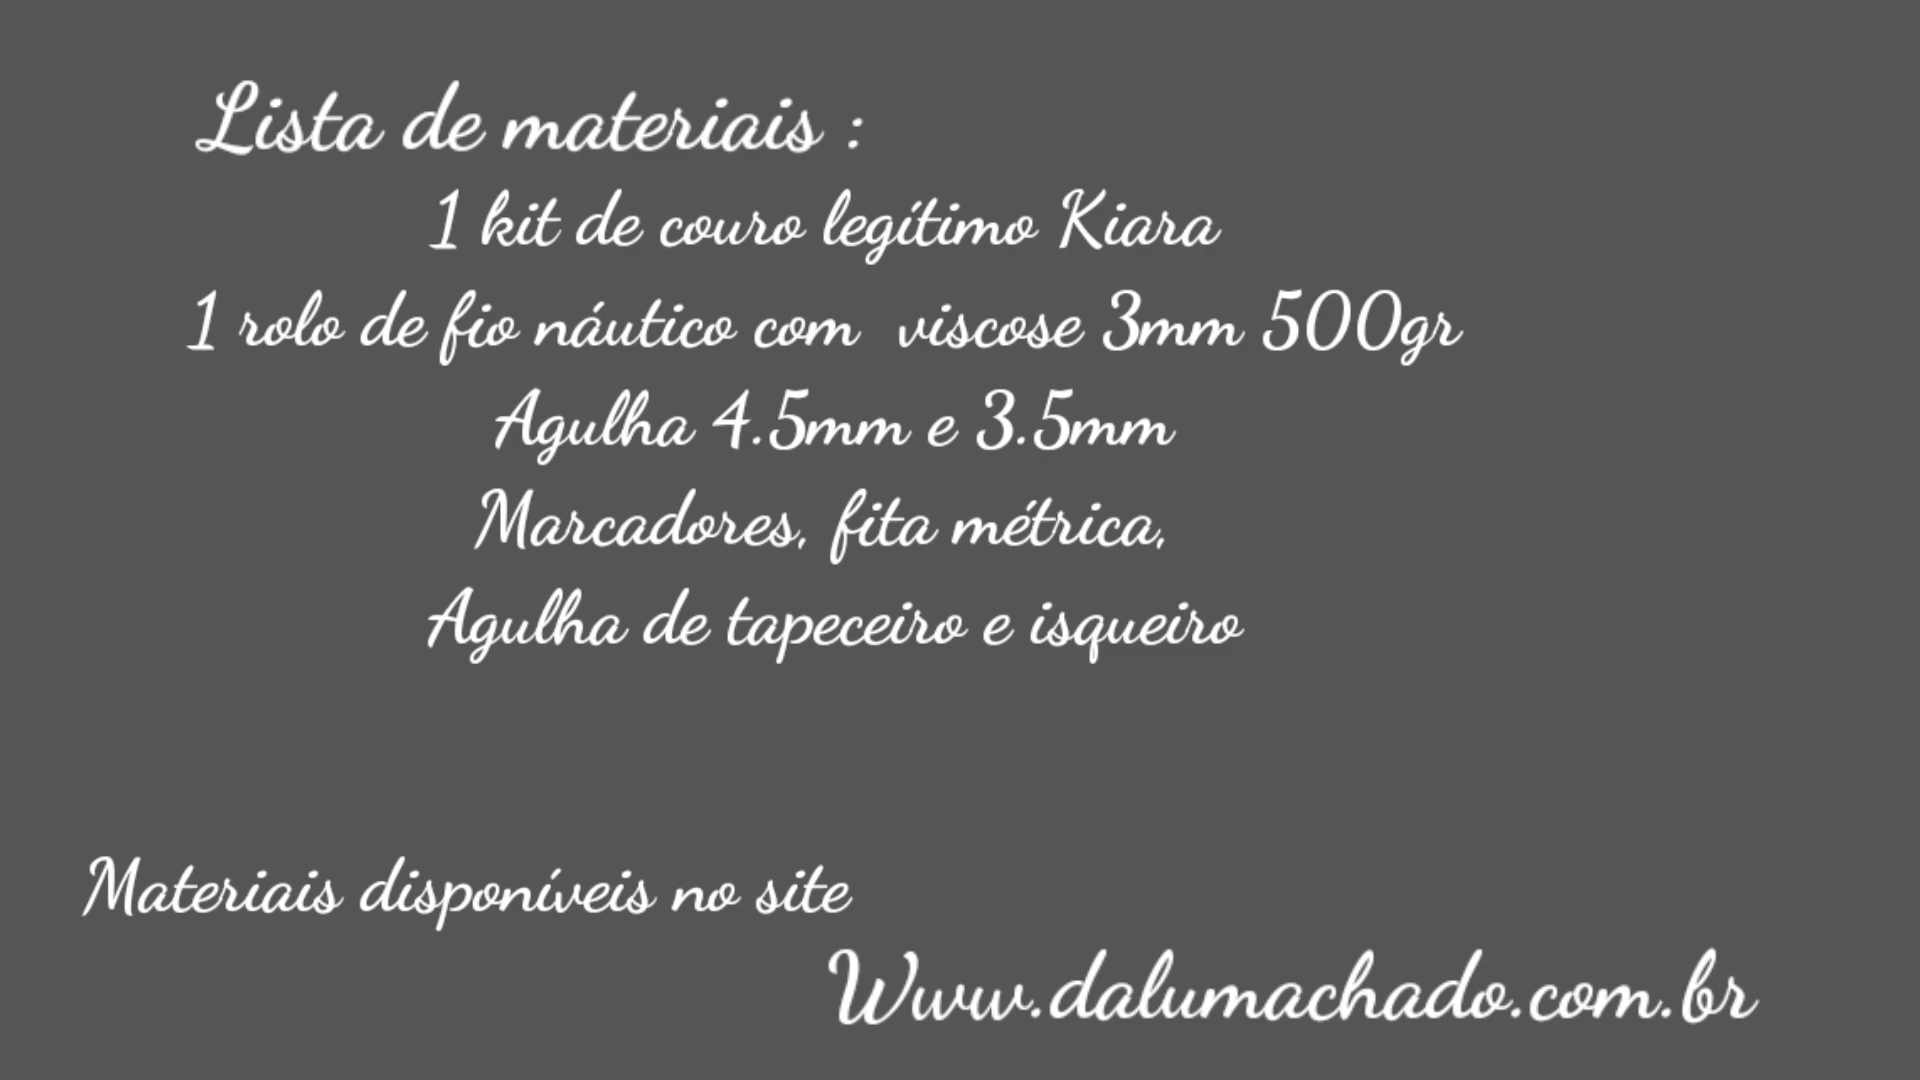 Lista de materiais :
1 kit de couro legítimo Kiara
1 rolo de fio náutico com viscose 3mm 500gr
Agulha 4.5mm e 3.5mm
Marcadores, fita métrica,
Agulha de tapeceiro e isqueiro
Materiais disponíveis no site
Www.dalumachado.com.br